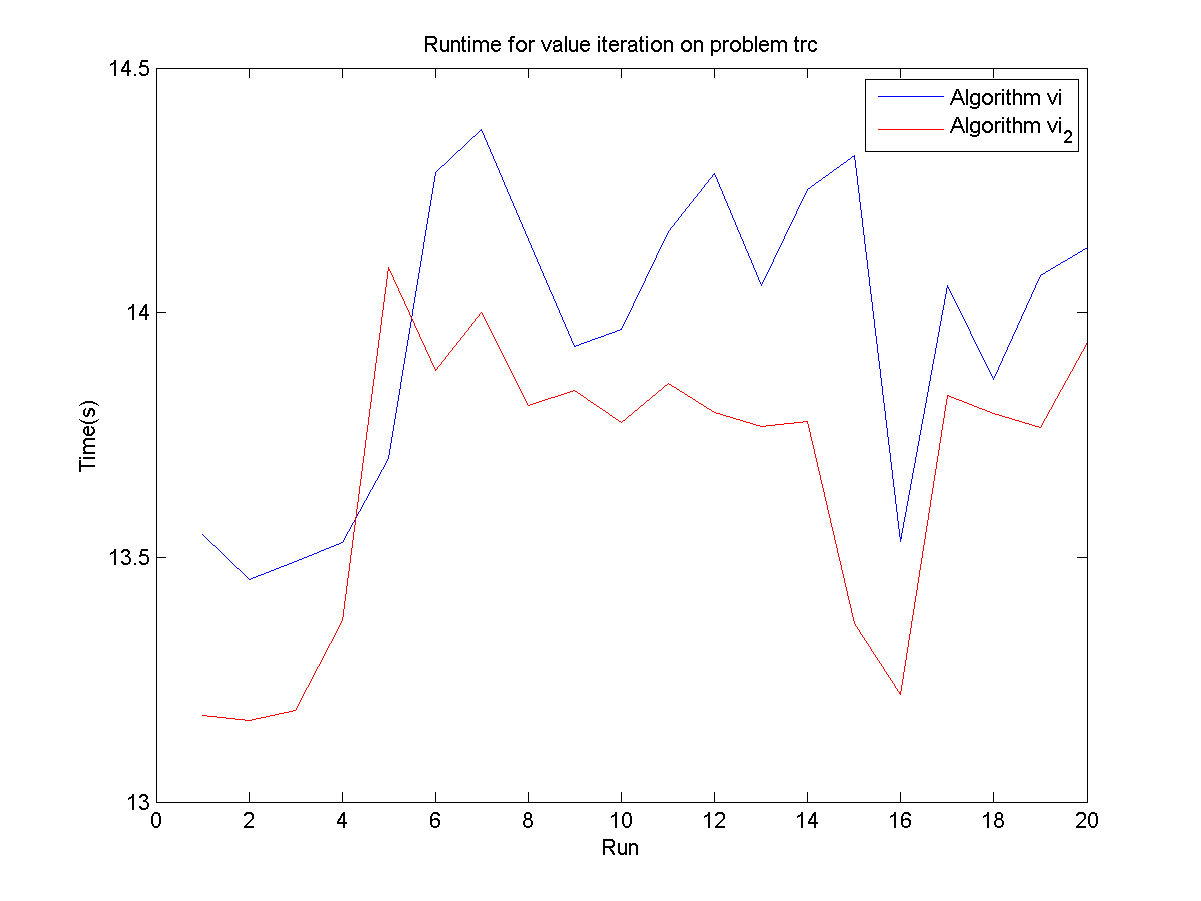 Runtime for value iteration on problem trc
14.5
Algorithm vi
Algorithm vi2
14
Time(s)
13.5
13
0 2 4 6 8 10 12 14 16 18 20
Run